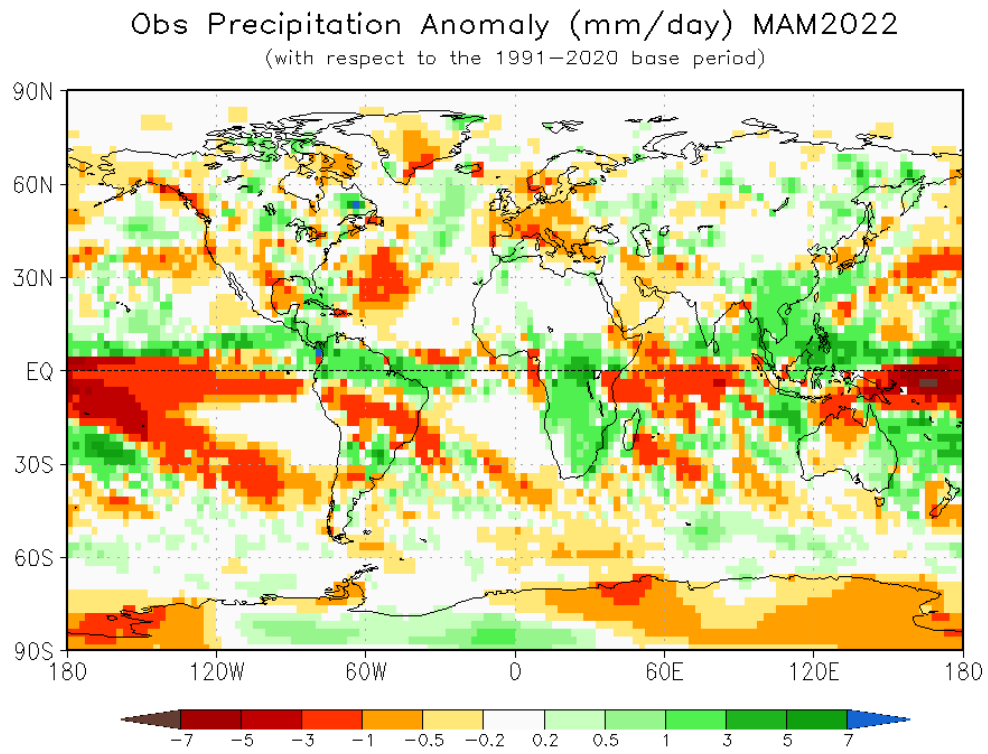 Obs Precipitation Anomaly (mm/day) MAM2022
(with respect to the 1991−2020 base period)
90N
60N
30N
EQ
30S
60S
90S
180 120W 60W 0 60E 120E 180
−7 −5 −3 −1 −0.5 −0.2 0.2 0.5 1 3 5 7